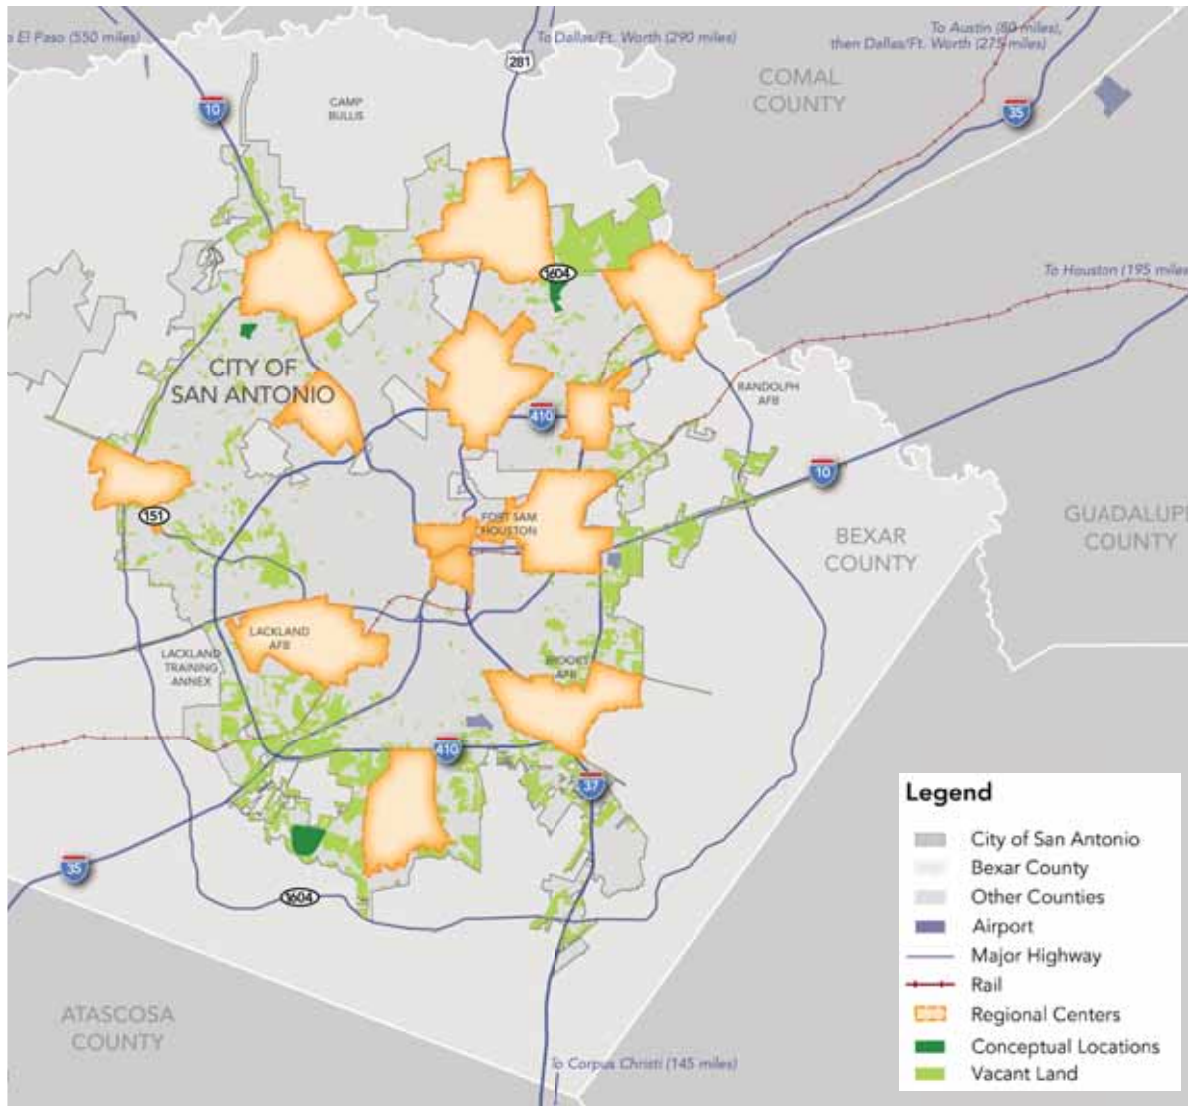 o El Paso (550 miles)
To Dallas/Ft. Worth (290 miles)
To Austin (80 miles),
then Dallas/Ft. Worth (275 miles)
281
COMAL
COUNTY
CAMP
BULLIS
10
35
1604
To Houston (195 miles
CITY OF
SAN ANTONIO
RANDOLPH
AFB
410
10
151
FORT SAM
HOUSTON
BEXAR
COUNTY
GUADALUPE
COUNTY
LACKLAND
AFB
LACKLAND
TRAINING
ANNEX
BROOKS
AFB
410
37
35
1604
ATASCOSA
COUNTY
To Corpus Christi (145 miles)
Legend
City of San Antonio
Bexar County
Other Counties
Airport
Major Highway
Rail
Regional Centers
Conceptual Locations
Vacant Land